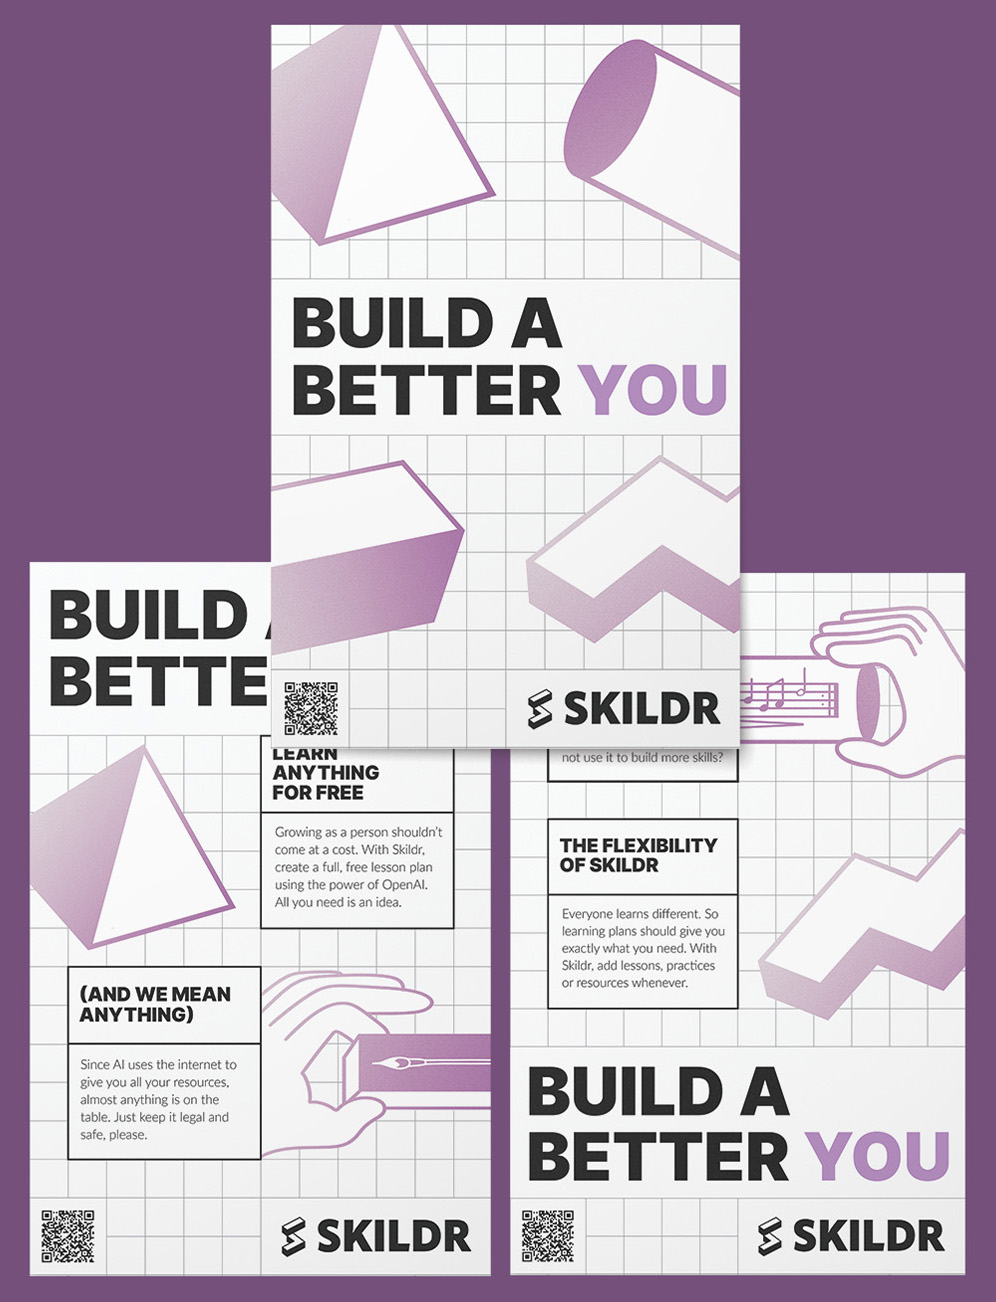 BUILD A
BETTER YOU
SKILDR
BUILD
BETTE
LEARN
ANYTHING
FOR FREE
Growing as a person shouldn't
come at a cost. With Skildr,
create a full, free lesson plan
using the power of OpenAI.
All you need is an idea.
(AND WE MEAN
ANYTHING)
Since AI uses the internet to
give you all your resources,
almost anything is on the
table. Just keep it legal and
safe, please.
SKILDR
not use it to build more skills?
THE FLEXIBILITY
OF SKILDR
Everyone learns different. So
learning plans should give you
exactly what you need. With
Skildr, add lessons, practices
or resources whenever.
BUILD A
BETTER YOU
SKILDR